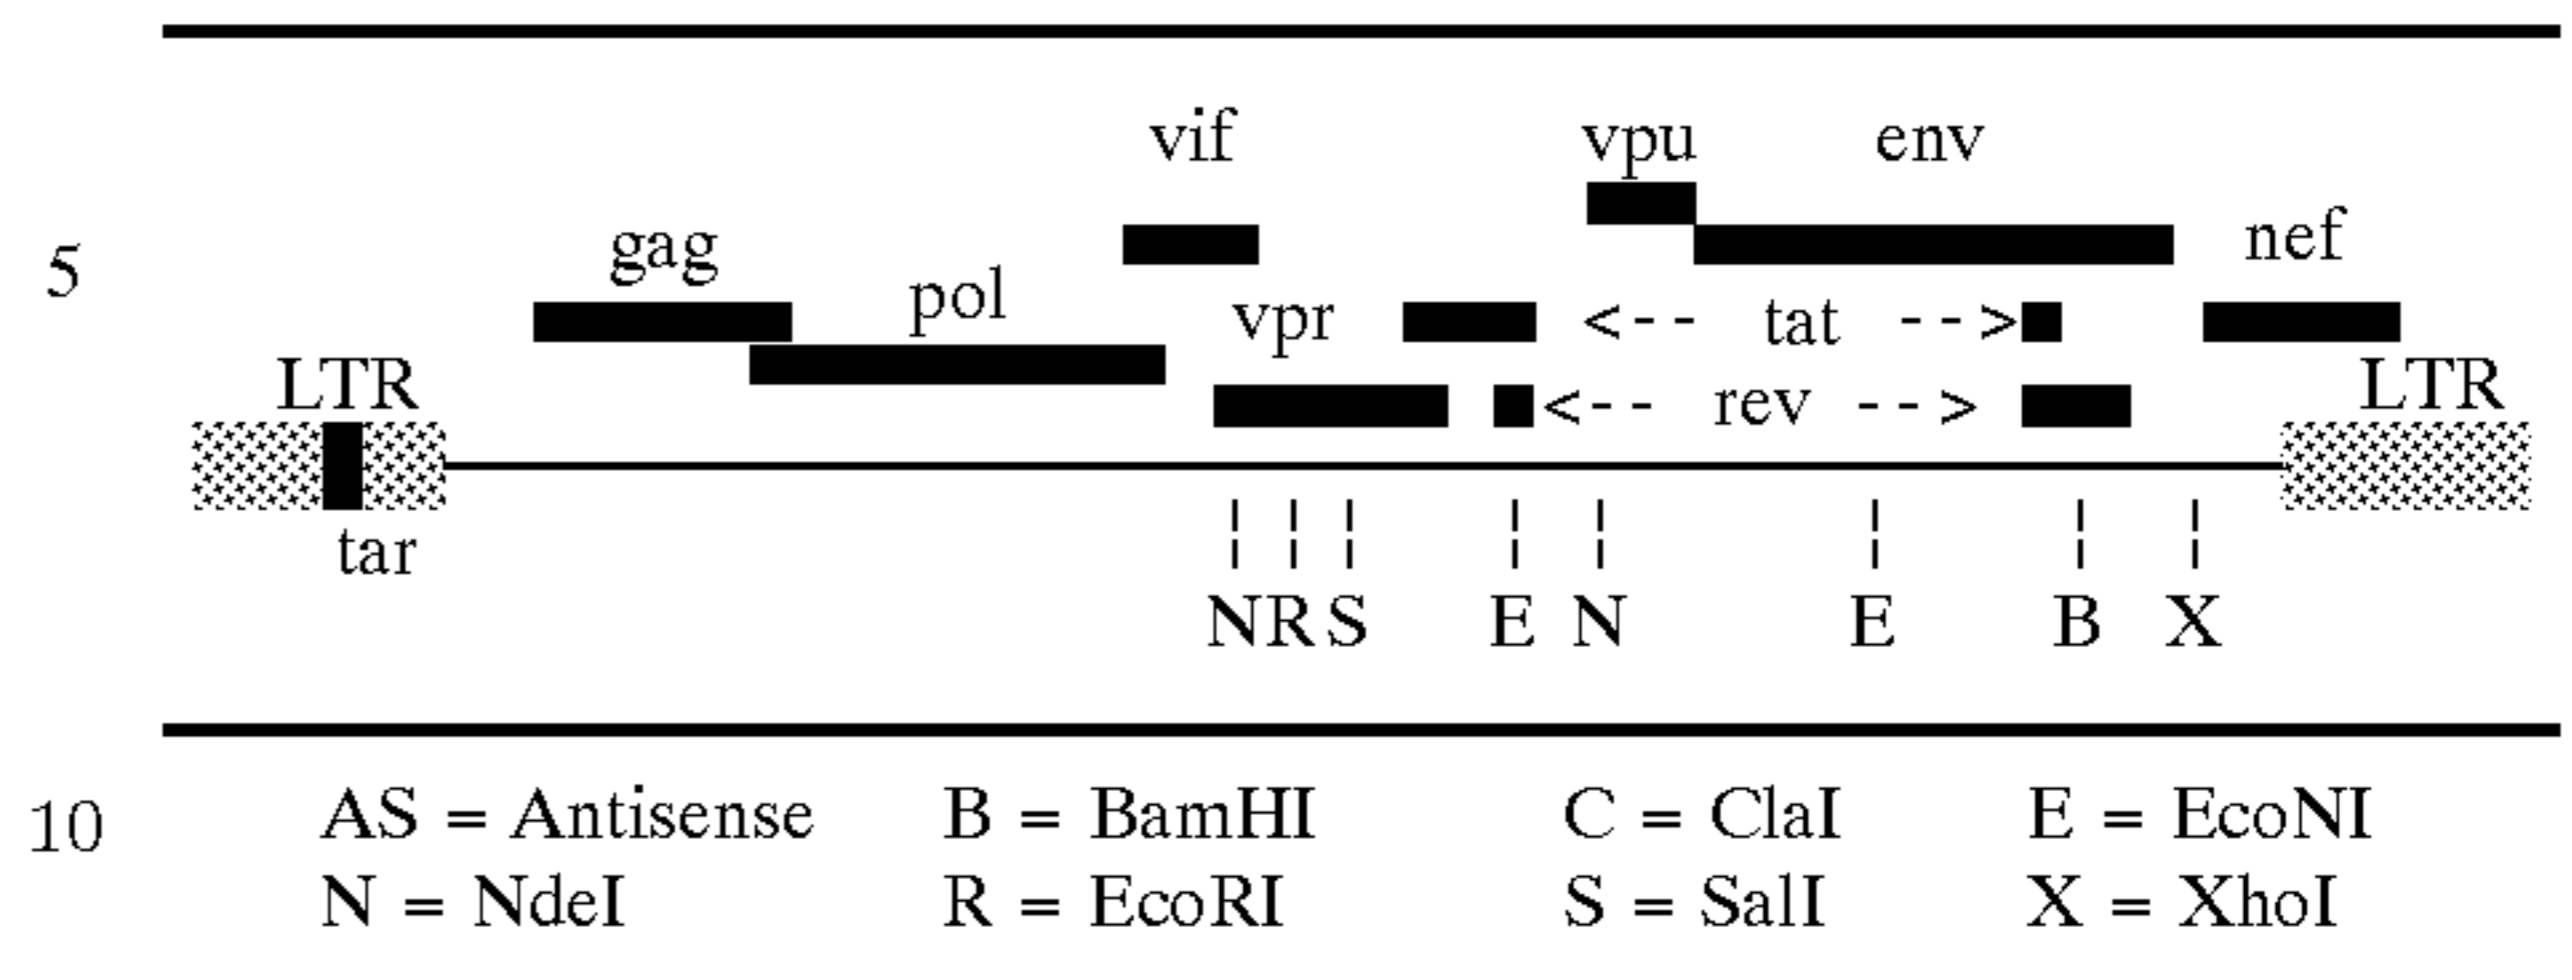 vif vpu env
5 gag pol vpr <-- tat --> nef
LTR <-- rev --> LTR
tar
N R S E N E B X
10 AS = Antisense B = BamHI C = ClaI E = EcoNI
N = NdeI R = EcoRI S = SalI X = XhoI